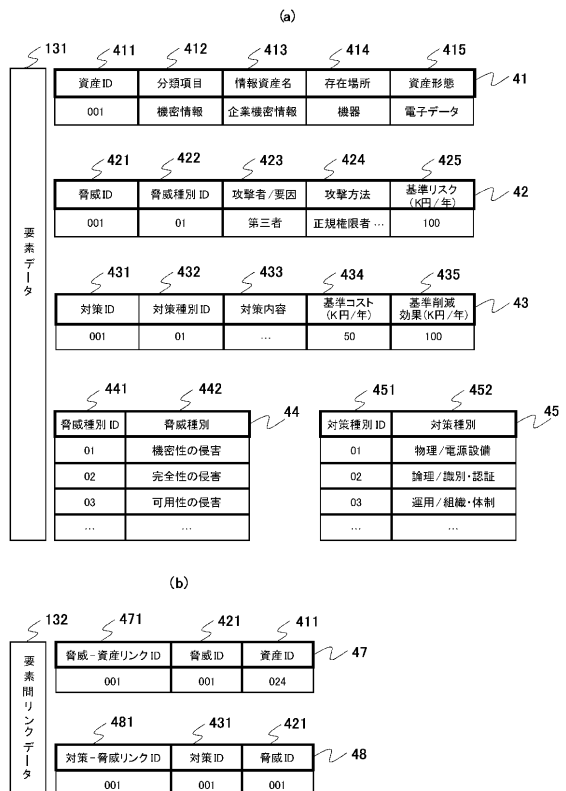 (a)
131 411 412 413 414 415
資産ID 分類項目 情報資産名 存在場所 資産形態 41
001 機密情報 企業機密情報 機器 電子データ
421 422 423 424 425
脅威ID 脅威種別ID 攻撃者/要因 攻撃方法 基準リスク 42
(K円/年)
001 01 第三者 正規権限者… 100
要素データ
431 432 433 434 435
対策ID 対策種別ID 対策内容 基準コスト 基準削減 43
(K円/年) 効果(K円/年)
001 01 … 50 100
441 442 451 452
脅威種別ID 脅威種別 44 対策種別ID 対策種別 45
01 機密性の侵害 01 物理/電源設備
02 完全性の侵害 02 論理/識別・認証
03 可用性の侵害 03 運用/組織・体制
… … … …
(b)
132 471 421 411
脅威-資産リンクID 脅威ID 資産ID 47
001 001 024
要素間リンクデータ
481 431 421
対策-脅威リンクID 対策ID 脅威ID 48
001 001 001